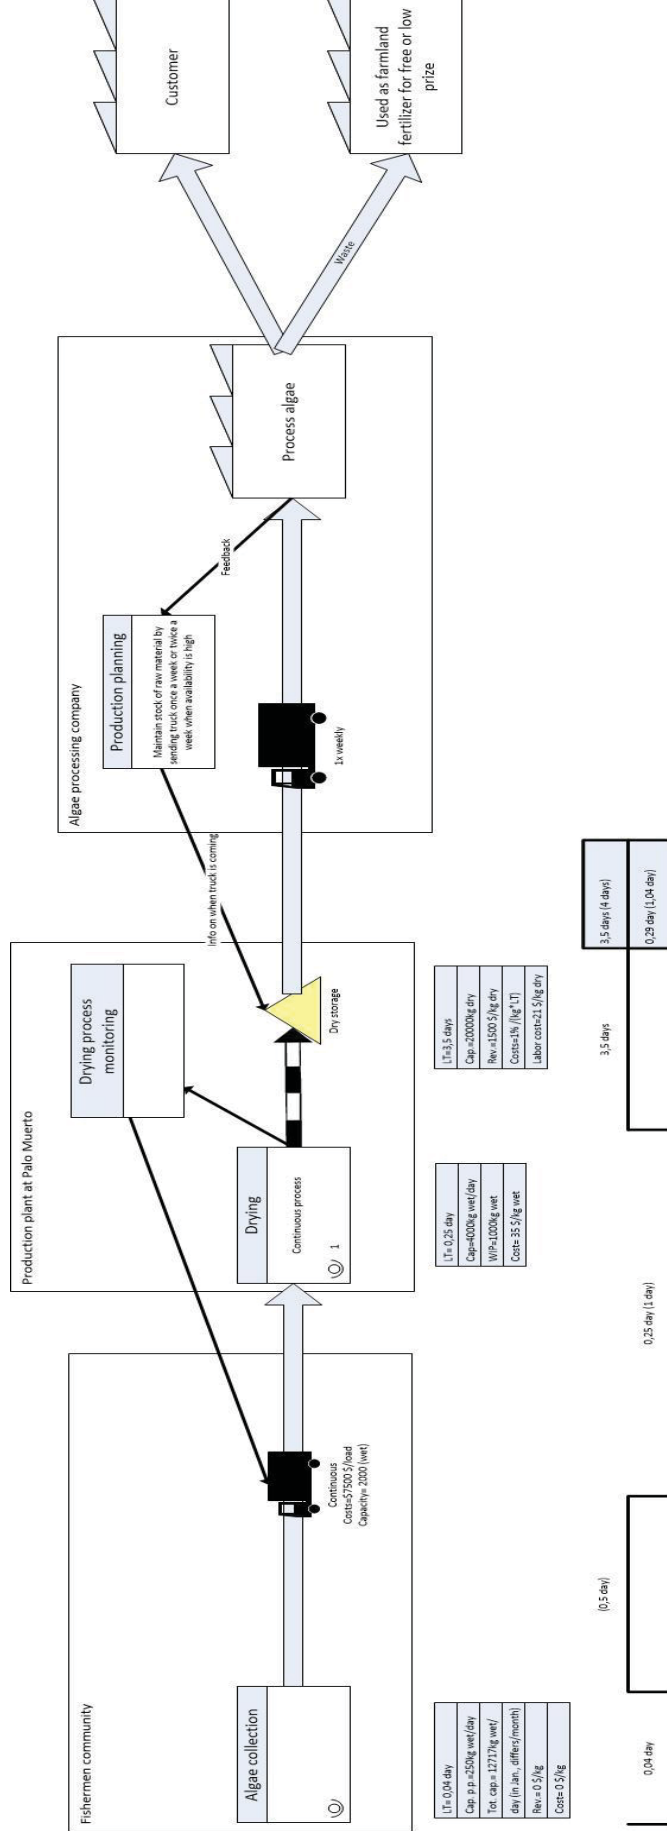 Fishermen community
Algae collection
LT= 0,04 day
Cap. p.p =250kg wet/day
Tot. cap.= 12717kg wet/
day (in Jan., differs/month)
Rev.= 0 $/kg
Cost= 0 $/kg
Continuous
Costs=$7500 $/load
Capacity= 2000 (wet)
Production plant at Palo Muerto
Drying process
monitoring
Drying
Continuous process
1
Dry storage
LT= 0,25 day
Cap=4000kg wet/day
WIP=1000kg wet
Cost= 35 $/kg wet
LT=3,5 days
Cap.=20000kg dry
Rev.=1500 $/kg dry
Costs=1% /(kg*LT)
Labor cost=21 $/kg dry
Info on when truck is coming
Algae processing company
Production planning
Maintain stock of raw material by
sending truck once a week or twice a
week when availability is high
Feedback
1x weekly
Process algae
Waste
Customer
Used as farmland
fertilizer for free or low
prize
0,04 day
(0,5 day)
0,25 day (1 day)
3,5 days
3,5 days (4 days)
0,29 day (1,04 day)